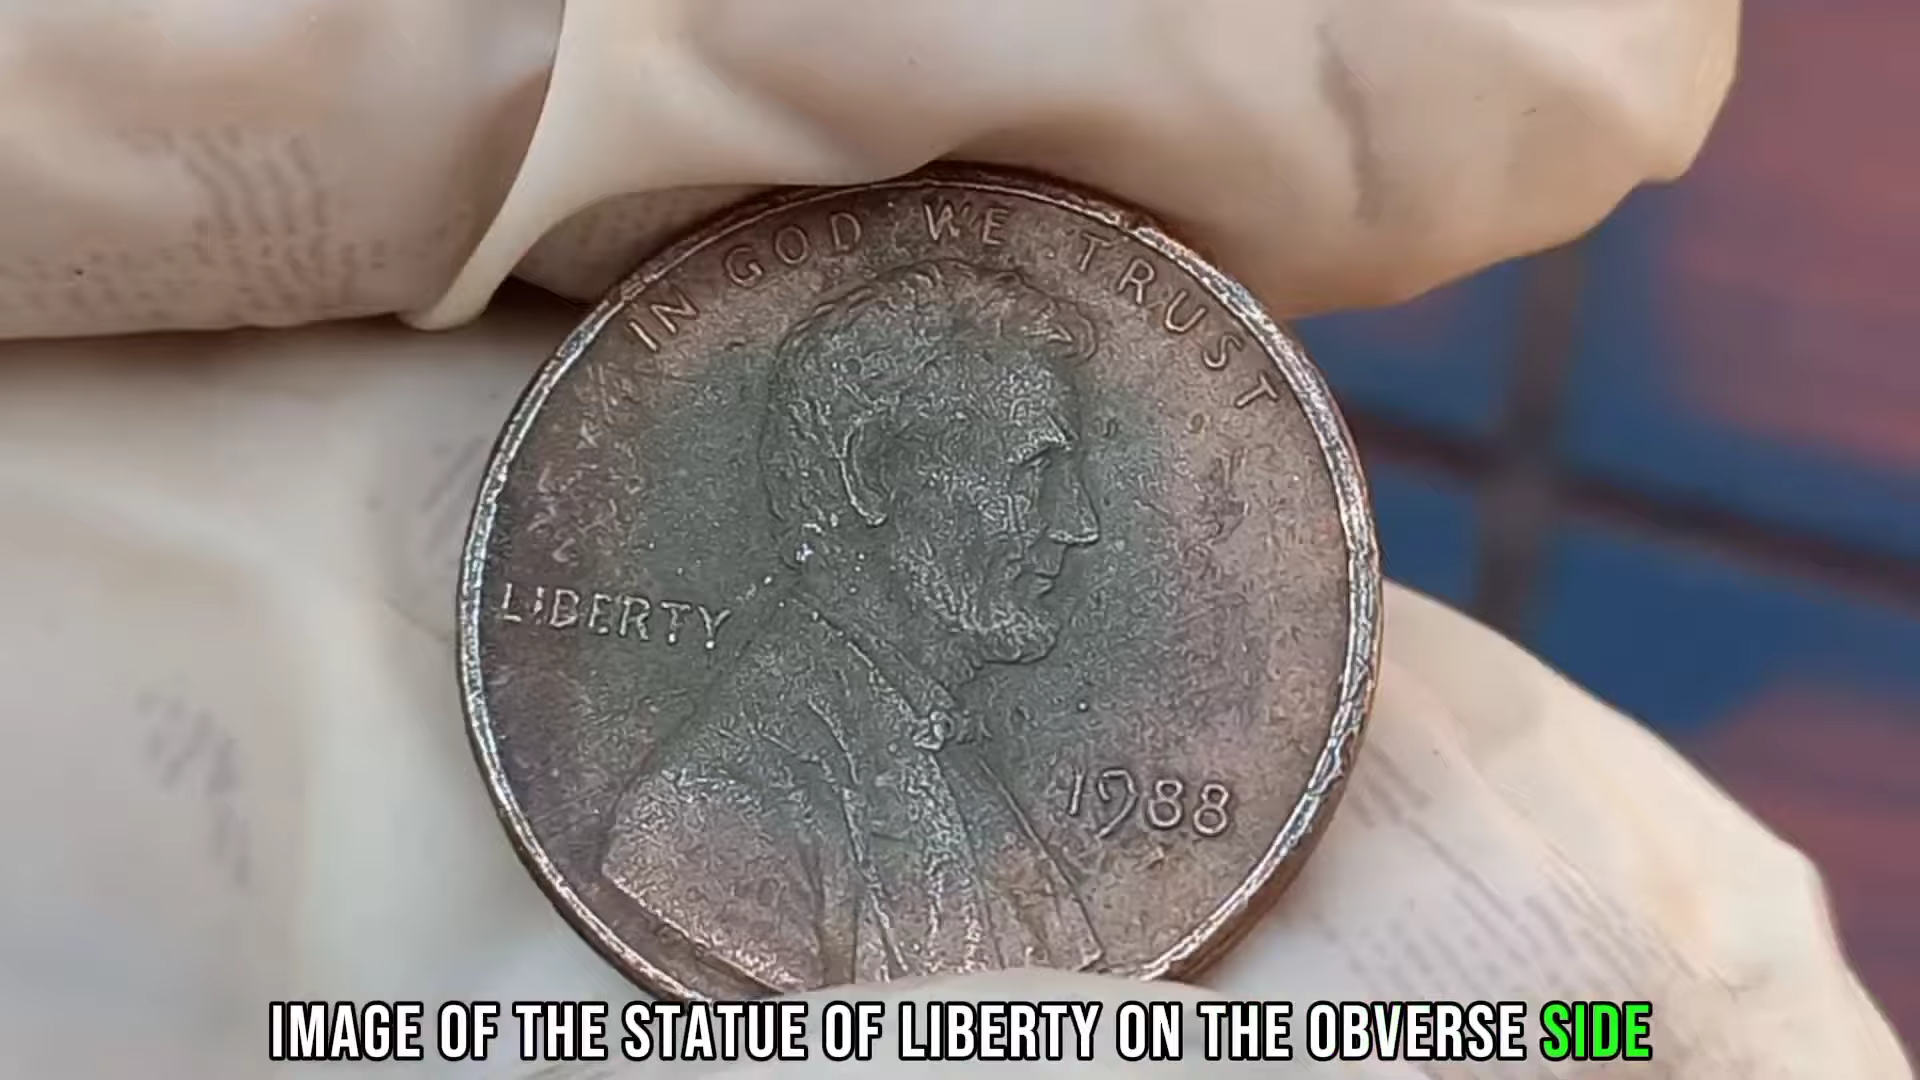 IN GOD WE TRUST
LIBERTY
1988
IMAGE OF THE STATUE OF LIBERTY ON THE OBVERSE SIDE